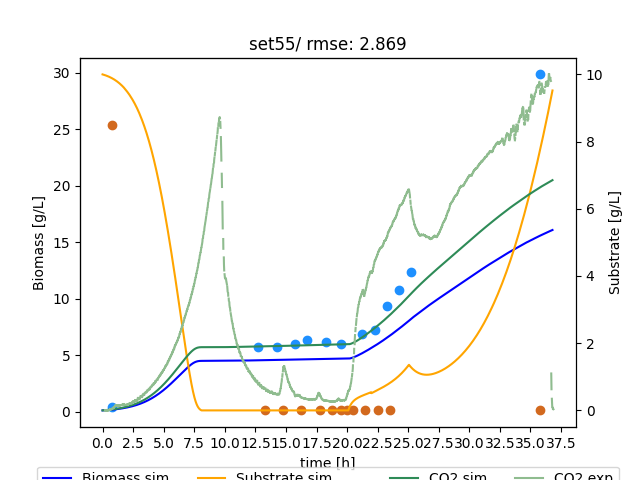 set55/ rmse: 2.869
30
25
20
15
10
5
0
Biomass [g/L]
10
8
6
4
2
0
Substrate [g/L]
0.0 2.5 5.0 7.5 10.0 12.5 15.0 17.5 20.0 22.5 25.0 27.5 30.0 32.5 35.0 37.5
time [h]
Biomass sim Substrate sim CO2 sim CO2 exp